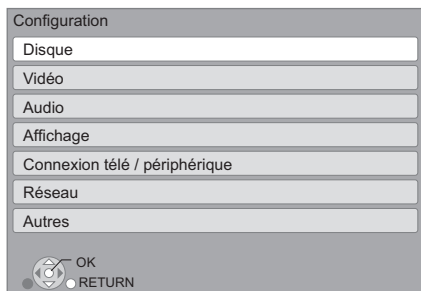 Configuration
Disque
Vidéo
Audio
Affichage
Connexion télé / périphérique
Réseau
Autres
OK
RETURN